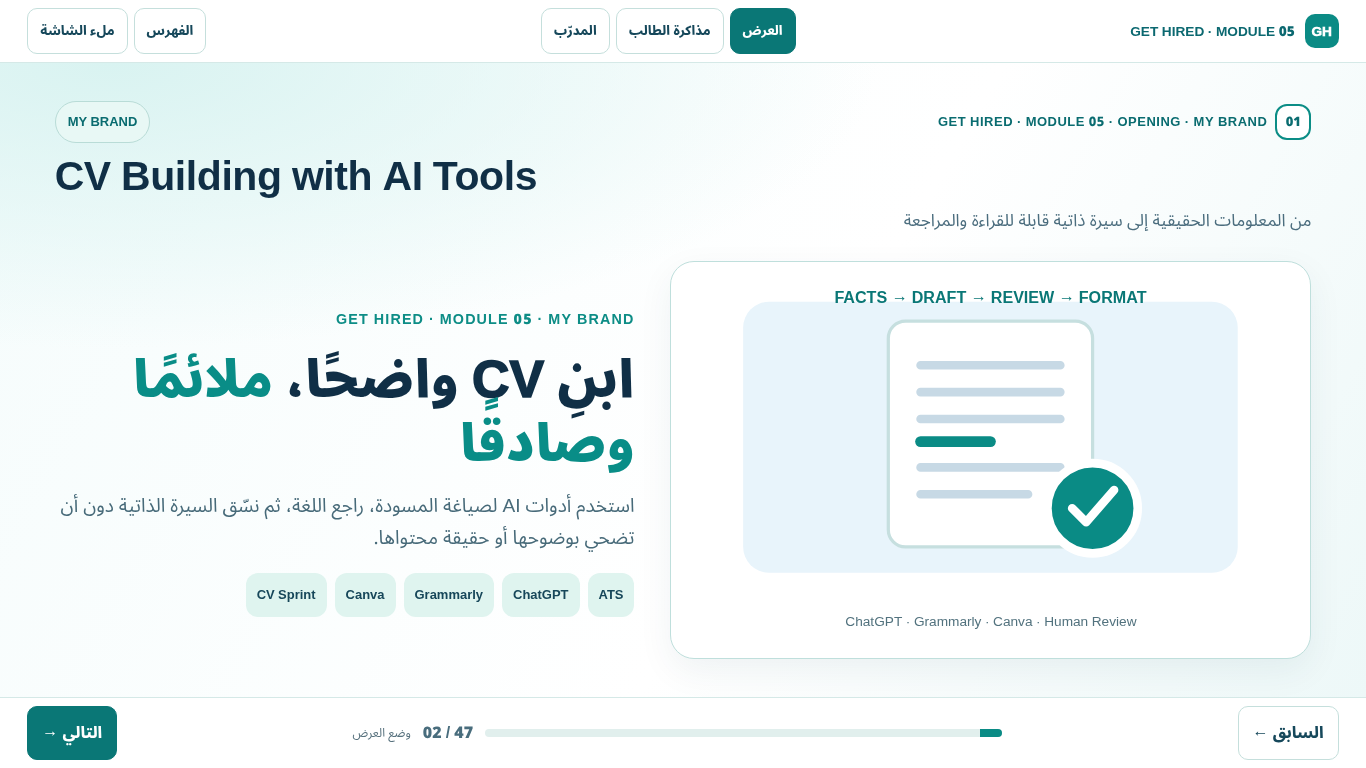 GH
GET HIRED · MODULE 05
العرض
مذاكرة الطالب
المدرّب
الفهرس
ملء الشاشة
01
GET HIRED · MODULE 05 · OPENING · MY BRAND
MY BRAND
CV Building with AI Tools
من المعلومات الحقيقية إلى سيرة ذاتية قابلة للقراءة والمراجعة
FACTS → DRAFT → REVIEW → FORMAT
ChatGPT · Grammarly · Canva · Human Review
GET HIRED · MODULE 05 · MY BRAND
ابنِ CV واضحًا، ملائمًا
وصادقًا
استخدم أدوات AI لصياغة المسودة، راجع اللغة، ثم نسّق السيرة الذاتية دون أن
تضحي بوضوحها أو حقيقة محتواها.
ATS
ChatGPT
Grammarly
Canva
CV Sprint
السابق ←
02 / 47
وضع العرض
التالي →